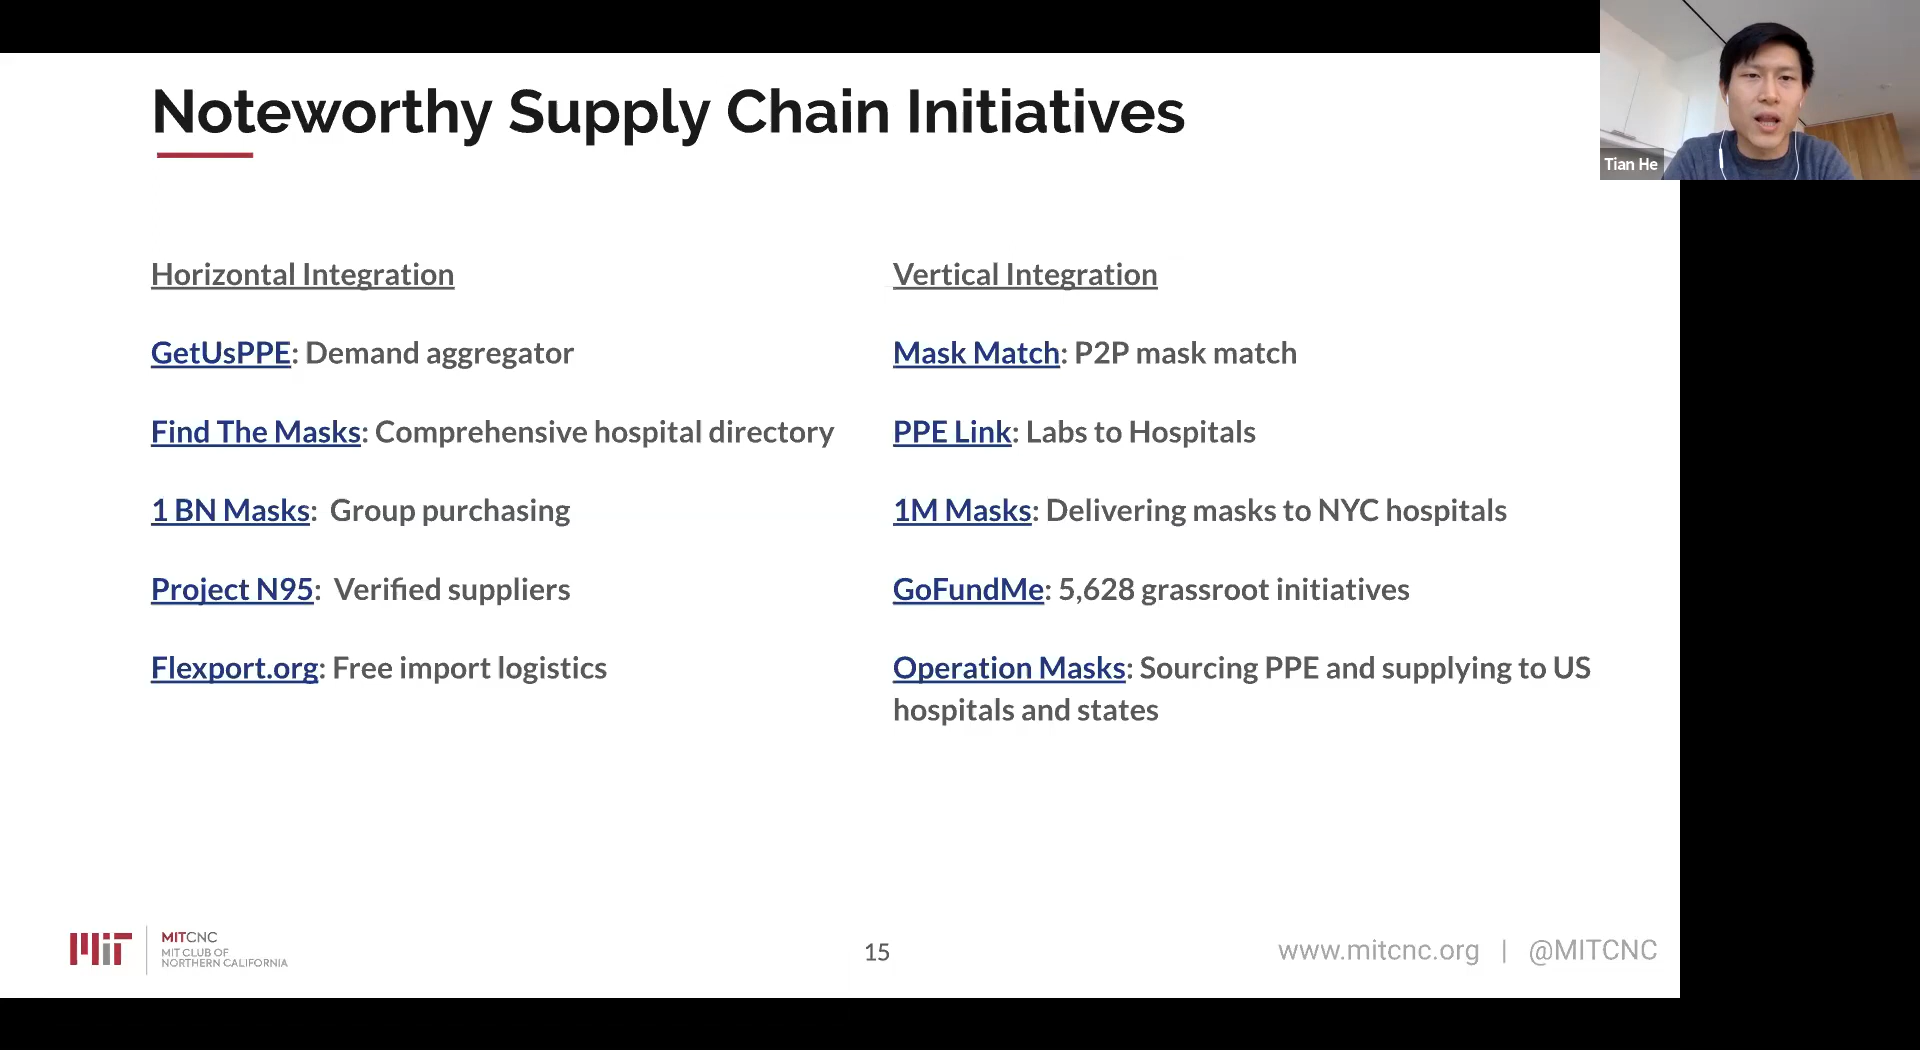 Noteworthy Supply Chain Initiatives
Tian He
Horizontal Integration
GetUsPPE: Demand aggregator
Find The Masks: Comprehensive hospital directory
1 BN Masks: Group purchasing
Project N95: Verified suppliers
Flexport.org: Free import logistics
Vertical Integration
Mask Match: P2P mask match
PPE Link: Labs to Hospitals
1M Masks: Delivering masks to NYC hospitals
GoFundMe: 5,628 grassroot initiatives
Operation Masks: Sourcing PPE and supplying to US
hospitals and states
MIT
MITCNC
MIT CLUB OF
NORTHERN CALIFORNIA
15
www.mitcnc.org | @MITCNC